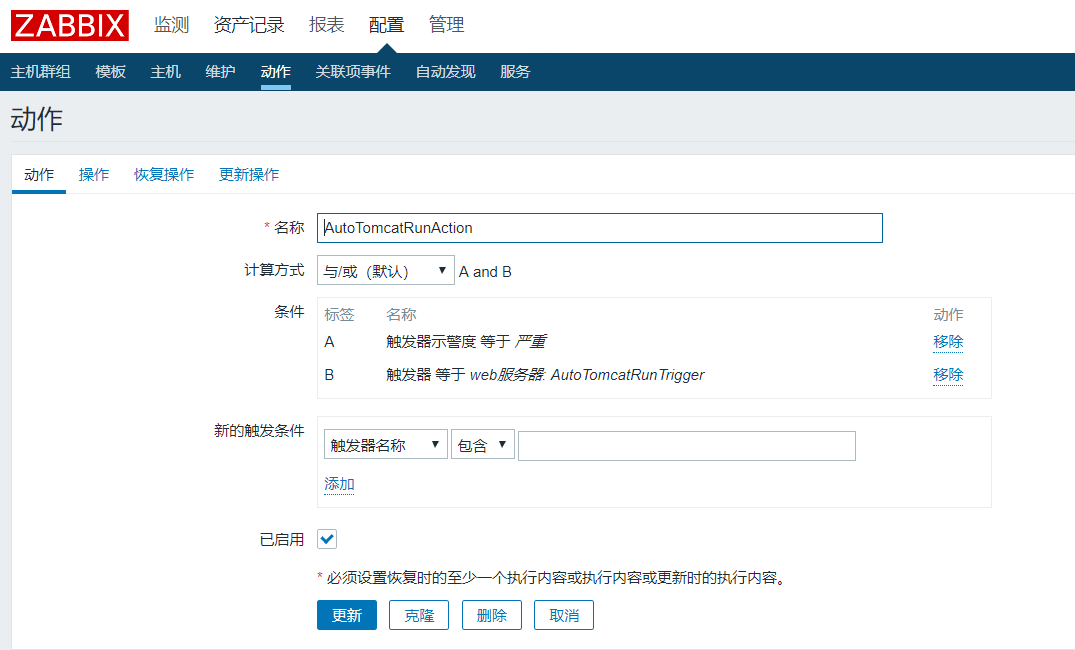 ZABBIX 监测 资产记录 报表 配置 管理
主机群组 模板 主机 维护 动作 关联项事件 自动发现 服务
动作
动作 操作 恢复操作 更新操作
* 名称 AutoTomcatRunAction
计算方式 与/或（默认） A and B
条件 标签 名称 动作
A 触发器示警度 等于 严重 移除
B 触发器 等于 web服务器: AutoTomcatRunTrigger 移除
新的触发条件 触发器名称 包含
添加
已启用
* 必须设置恢复时的至少一个执行内容或执行内容或更新时的执行内容。
更新 克隆 删除 取消